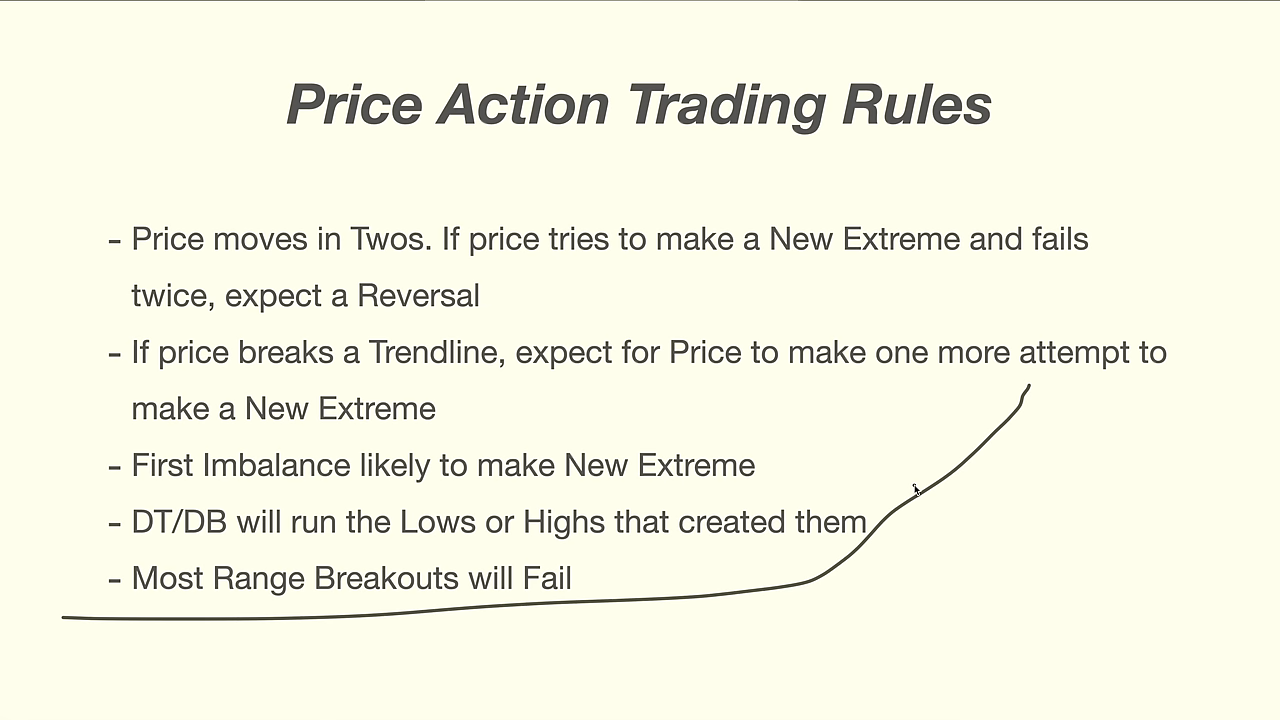 Price Action Trading Rules
- Price moves in Twos. If price tries to make a New Extreme and fails
twice, expect a Reversal
- If price breaks a Trendline, expect for Price to make one more attempt to
make a New Extreme
- First Imbalance likely to make New Extreme
- DT/DB will run the Lows or Highs that created them
- Most Range Breakouts will Fail